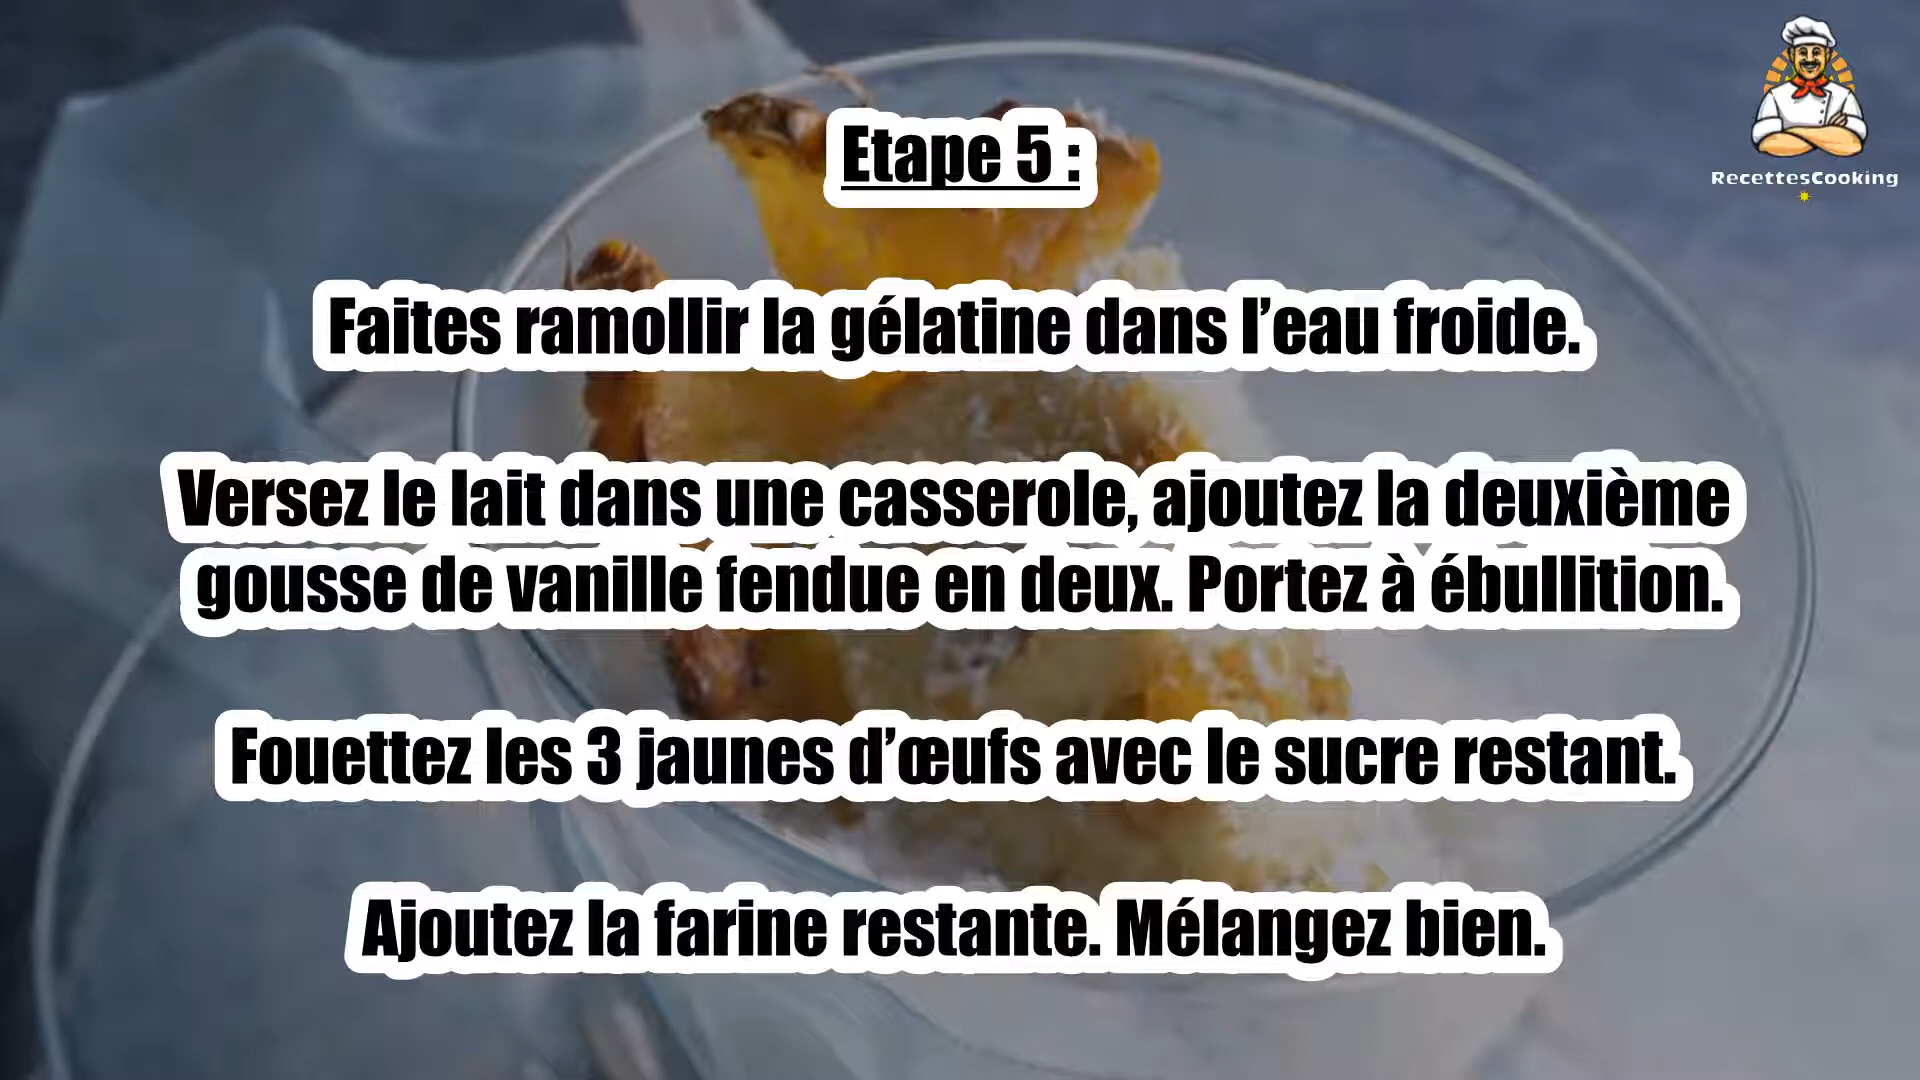 RecettesCooking
Etape 5 :
Faites ramollir la gélatine dans l’eau froide.
Versez le lait dans une casserole, ajoutez la deuxième
gousse de vanille fendue en deux. Portez à ébullition.
Fouettez les 3 jaunes d’œufs avec le sucre restant.
Ajoutez la farine restante. Mélangez bien.